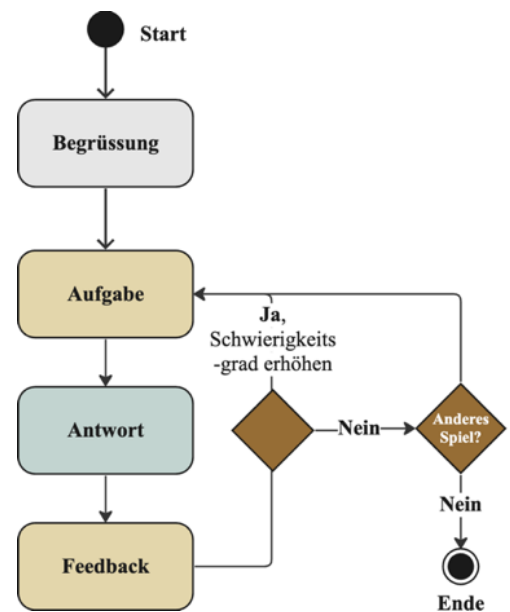 Start
Begrüssung
Aufgabe
Ja,
Schwierigkeits
-grad erhöhen
Antwort
Nein
Anderes
Spiel?
Nein
Feedback
Ende